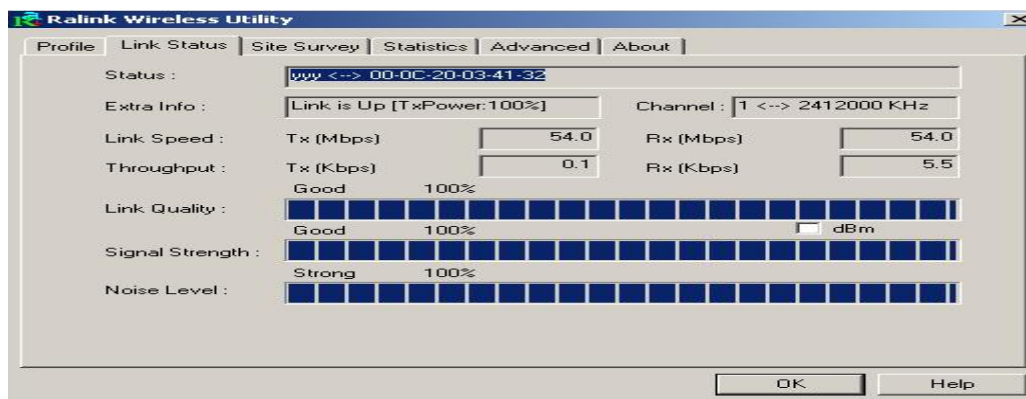 Ralink Wireless Utility
Profile Link Status Site Survey Statistics Advanced About
Status : yyy <--> 00-0C-20-03-41-32
Extra Info : Link is Up [TxPower:100%] Channel : 1 <--> 2412000 KHz
Link Speed : Tx (Mbps) 54.0 Rx (Mbps) 54.0
Throughput : Tx (Kbps) 0.1 Rx (Kbps) 5.5
Good 100%
Link Quality :
Good 100% dBm
Signal Strength :
Strong 100%
Noise Level :
OK Help